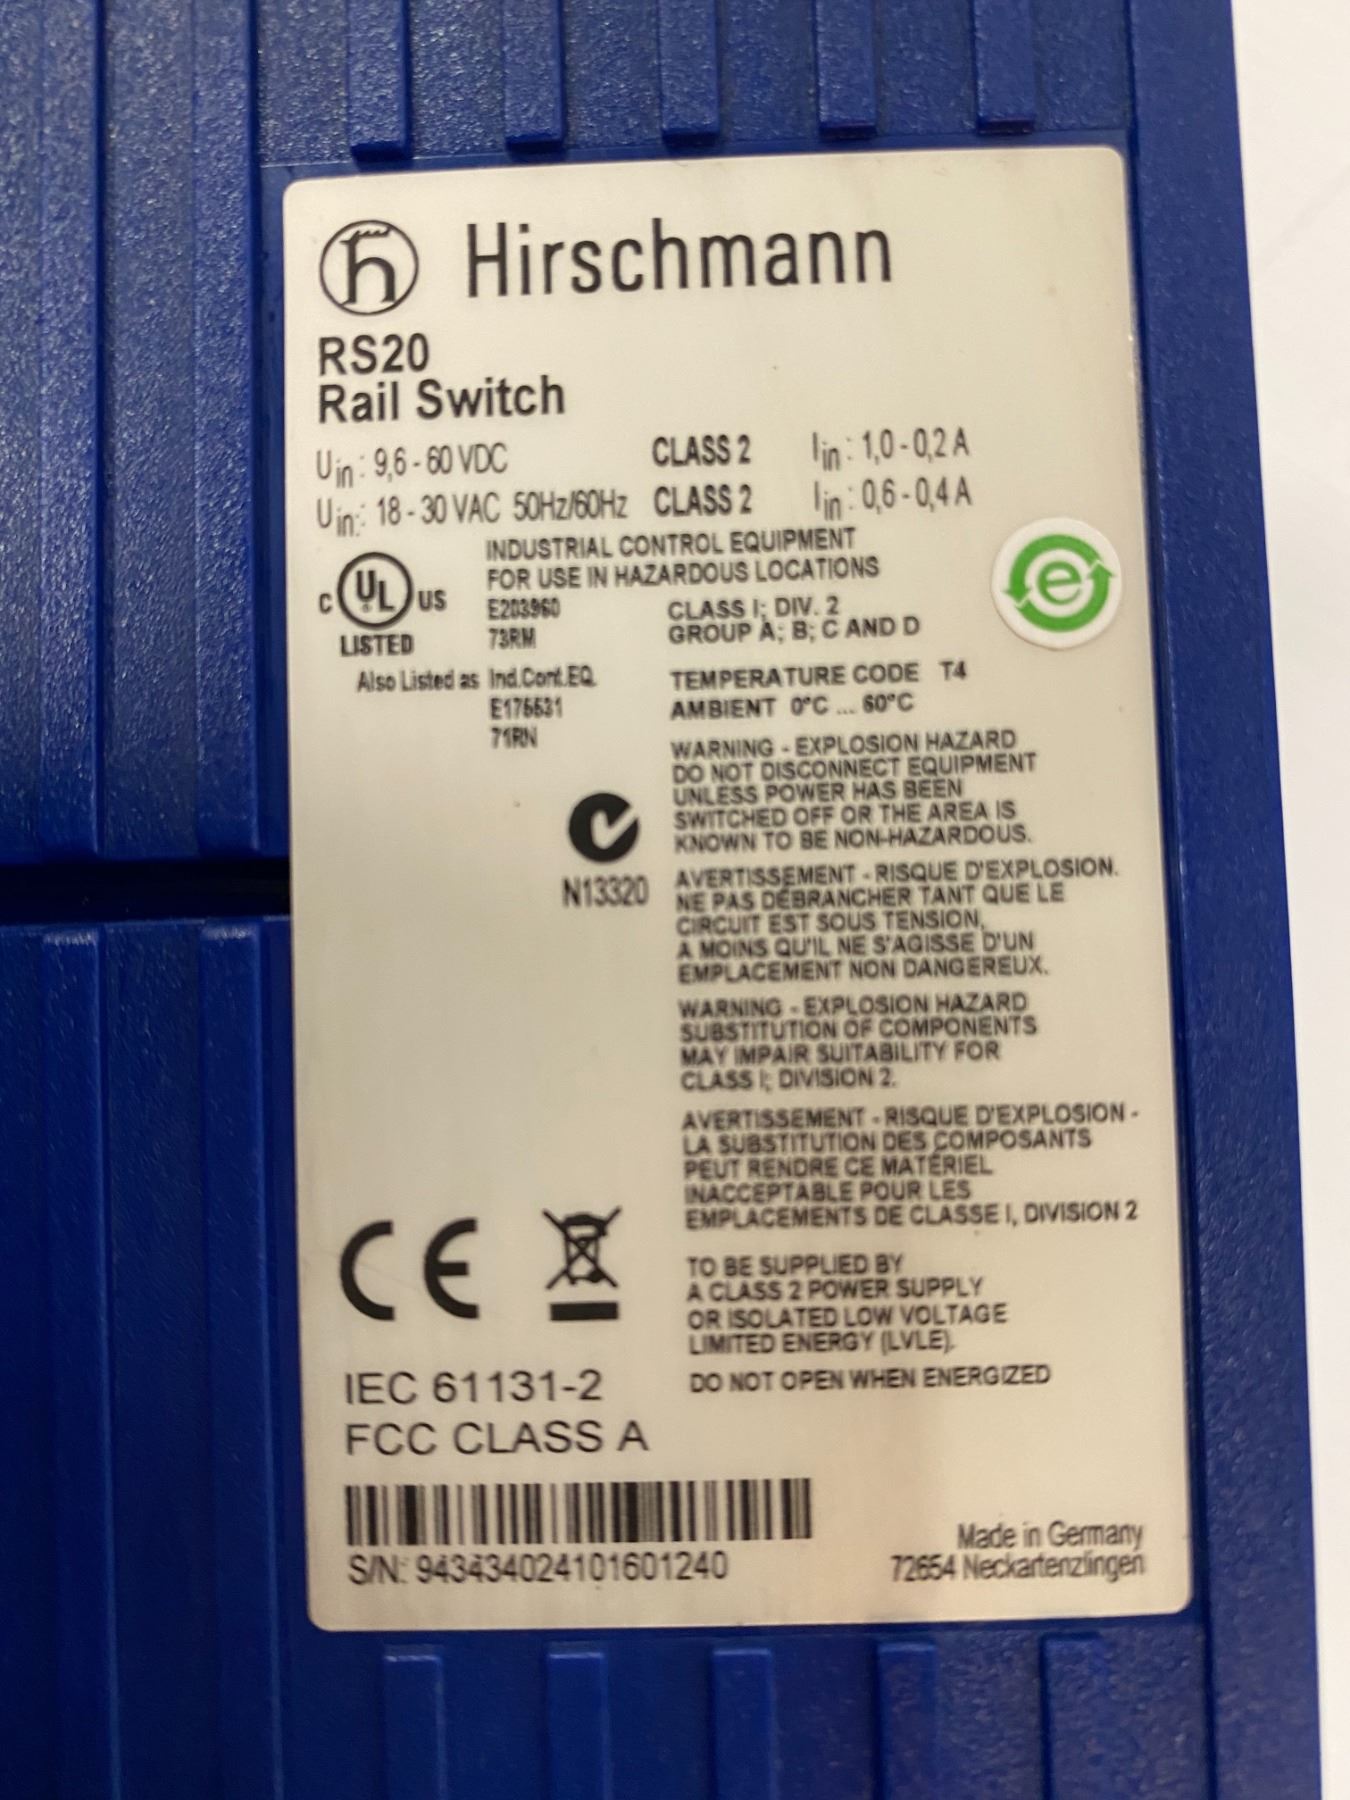 Hirschmann
RS20
Rail Switch
Uin: 9,6 - 60 VDC CLASS 2 Iin: 1,0 - 0,2 A
Uin: 18 - 30 VAC 50Hz/60Hz CLASS 2 Iin: 0,6 - 0,4 A
INDUSTRIAL CONTROL EQUIPMENT
FOR USE IN HAZARDOUS LOCATIONS
C UL US
LISTED
E203960
73RM
CLASS I; DIV. 2
GROUP A; B; C AND D
e
Also Listed as Ind.Cont.EQ.
E175531
71RN
TEMPERATURE CODE T4
AMBIENT 0°C ... 60°C
WARNING - EXPLOSION HAZARD
DO NOT DISCONNECT EQUIPMENT
UNLESS POWER HAS BEEN
SWITCHED OFF OR THE AREA IS
KNOWN TO BE NON-HAZARDOUS.
N13320
AVERTISSEMENT - RISQUE D'EXPLOSION.
NE PAS DÉBRANCHER TANT QUE LE
CIRCUIT EST SOUS TENSION,
A MOINS QU'IL NE S'AGISSE D'UN
EMPLACEMENT NON DANGEREUX.
WARNING - EXPLOSION HAZARD
SUBSTITUTION OF COMPONENTS
MAY IMPAIR SUITABILITY FOR
CLASS I; DIVISION 2.
AVERTISSEMENT - RISQUE D'EXPLOSION -
LA SUBSTITUTION DES COMPOSANTS
PEUT RENDRE CE MATÉRIEL
INACCEPTABLE POUR LES
EMPLACEMENTS DE CLASSE I, DIVISION 2
CE
TO BE SUPPLIED BY
A CLASS 2 POWER SUPPLY
OR ISOLATED LOW VOLTAGE
LIMITED ENERGY (LVLE).
DO NOT OPEN WHEN ENERGIZED
IEC 61131-2
FCC CLASS A
S/N: 943434024101601240
Made in Germany
72654 Neckartenzlingen